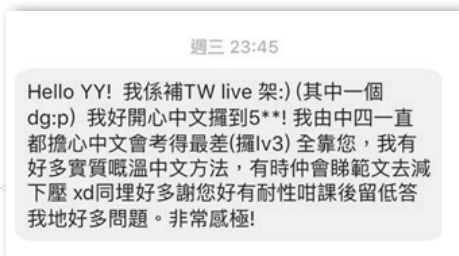 週三 23:45
Hello YY! 我係補TW live 架:) (其中一個
dg:p) 我好開心中文攞到5**! 我由中四一直
都擔心中文會考得最差(攞lv3) 全靠您，我有
好多實質嘅溫中文方法，有時仲會睇範文去減
下壓 xd同埋好多謝您好有耐性咁課後留低答
我地好多問題。非常感極!